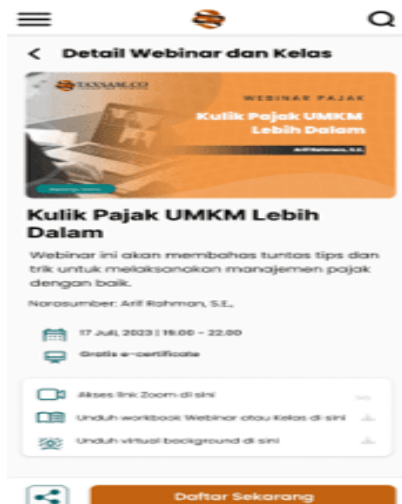 Detail Webinar dan Kelas
TAXSAM.CO
WEBINAR PAJAK
Kulik Pajak UMKM
Lebih Dalam
Arif Rahman, S.E.
Kulik Pajak UMKM Lebih
Dalam
Webinar ini akan membahas tuntas tips dan
trik untuk melaksanakan manajemen pajak
dengan baik.
Narasumber: Arif Rahman, S.E.,
17 Juli, 2023 | 19.00 - 22.00
Gratis e-certificate
Akses link Zoom di sini
Unduh workbook Webinar atau Kelas di sini
Unduh virtual background di sini
Daftar Sekarang